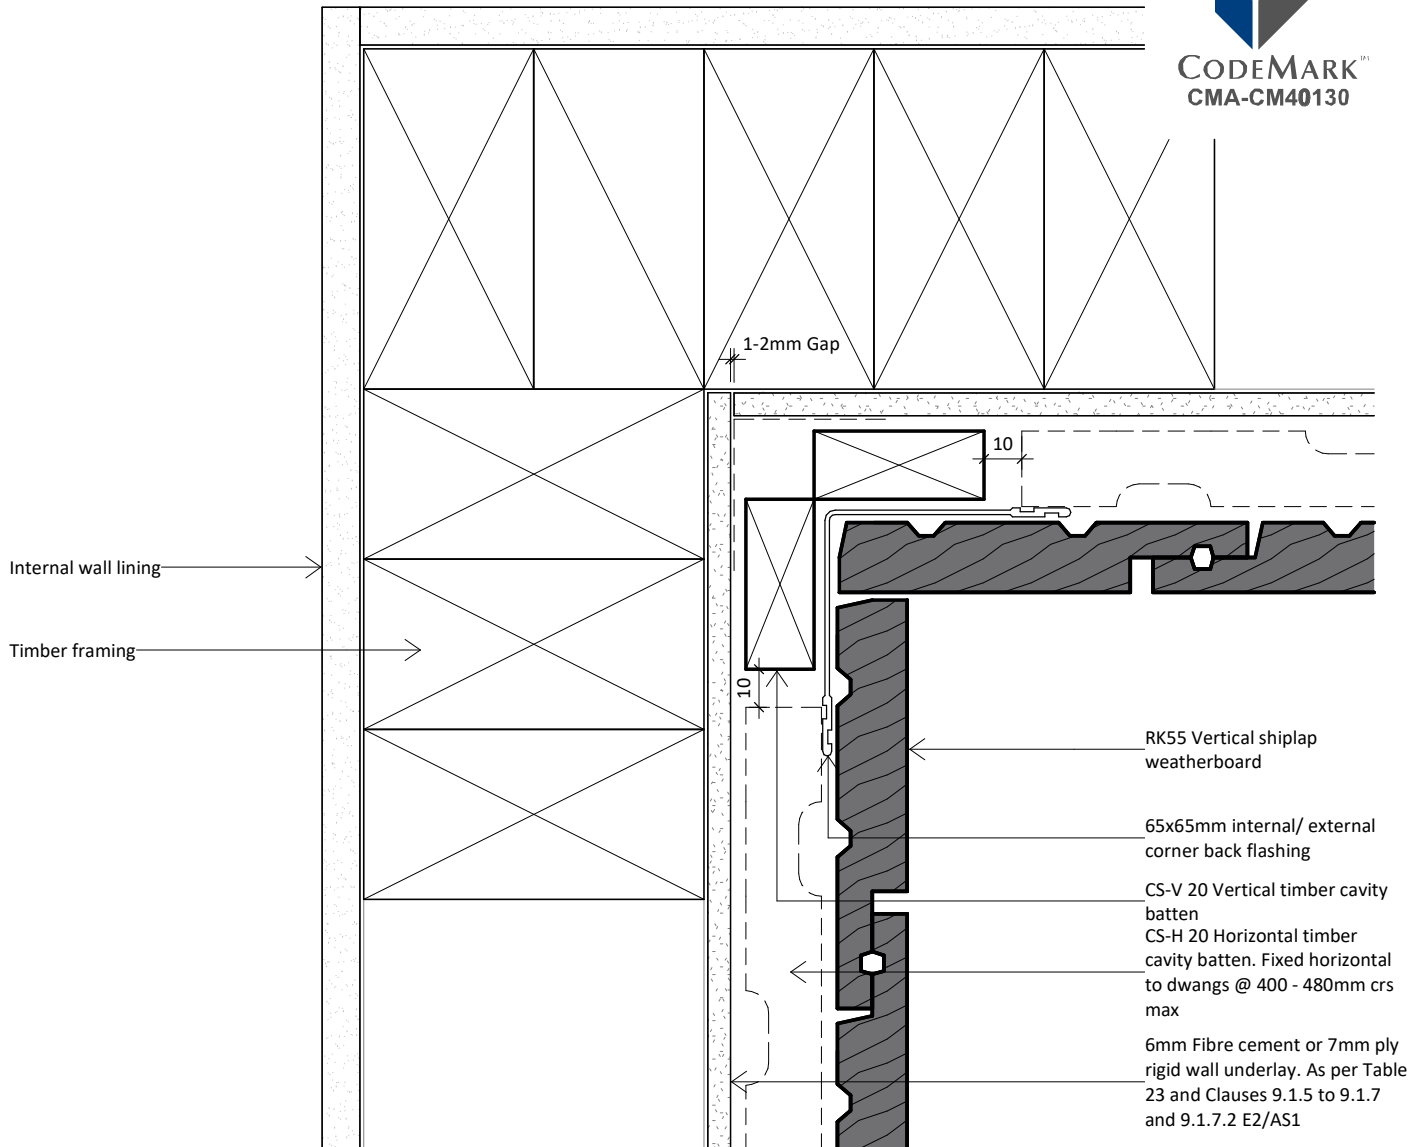 CODEMARK™
CMA-CM40130
1-2mm Gap
10
Internal wall lining
Timber framing
10
RK55 Vertical shiplap
weatherboard
65x65mm internal/ external
corner back flashing
CS-V 20 Vertical timber cavity
batten
CS-H 20 Horizontal timber
cavity batten. Fixed horizontal
to dwangs @ 400 - 480mm crs
max
6mm Fibre cement or 7mm ply
rigid wall underlay. As per Table
23 and Clauses 9.1.5 to 9.1.7
and 9.1.7.2 E2/AS1